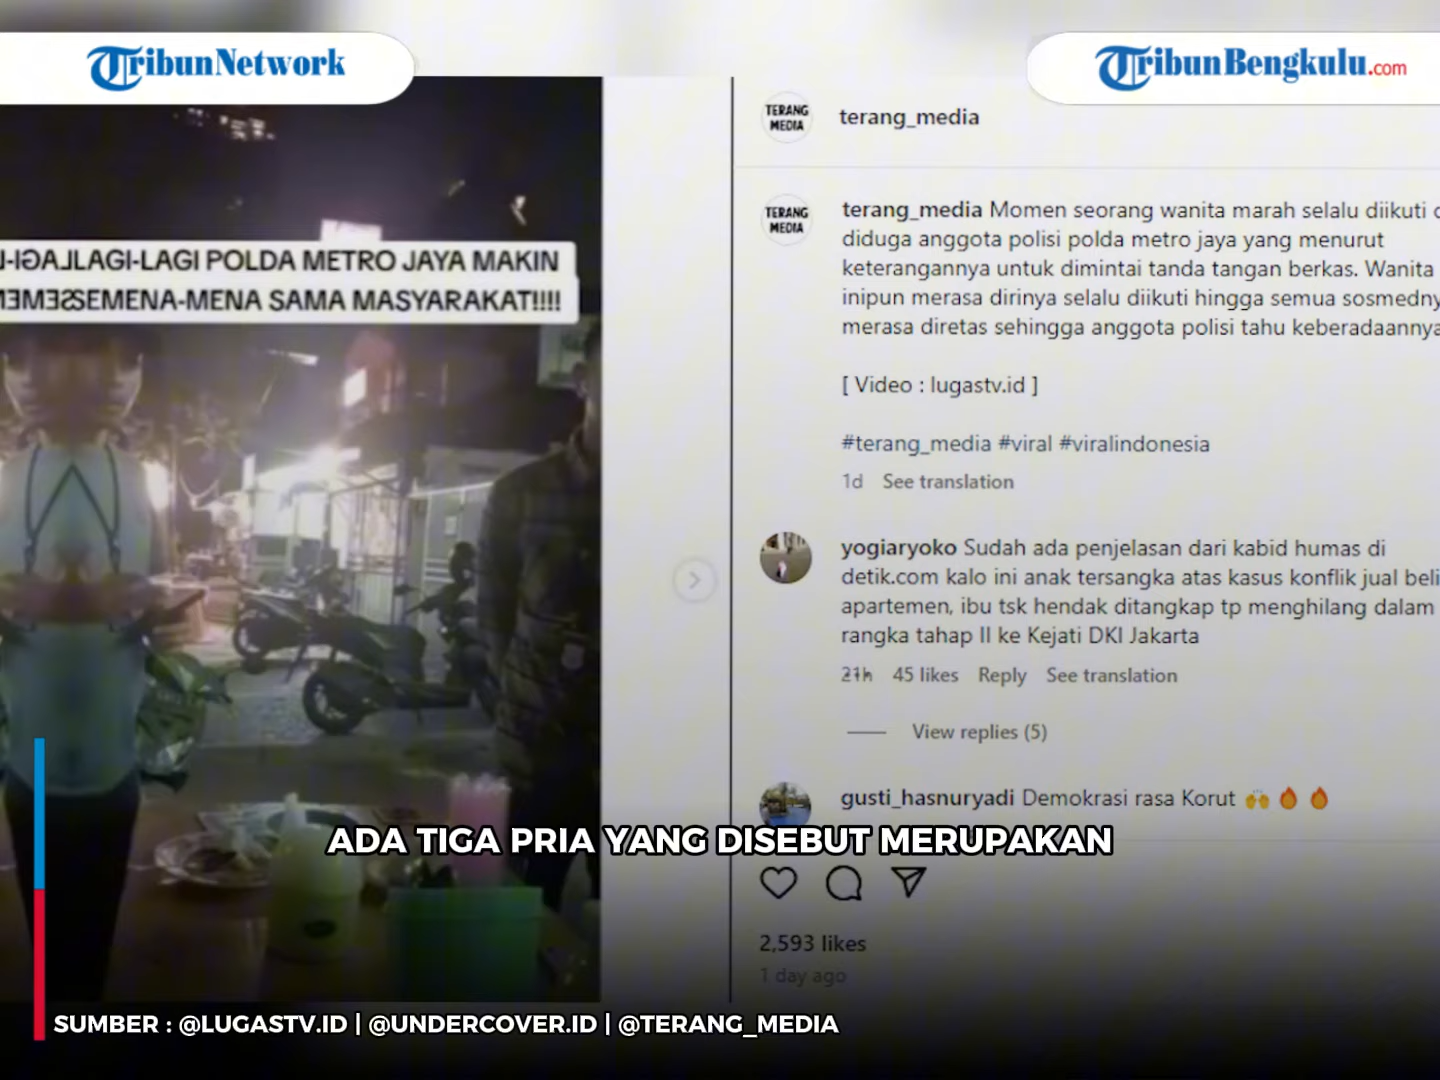 TribunNetwork
TribunBengkulu.com
LAGI-LAGI POLDA METRO JAYA MAKIN
SEMENA-MENA SAMA MASYARAKAT!!!!
TERANG MEDIA
terang_media
TERANG MEDIA
terang_media Momen seorang wanita marah selalu diikuti
diduga anggota polisi polda metro jaya yang menurut
keterangannya untuk dimintai tanda tangan berkas. Wanita
inipun merasa dirinya selalu diikuti hingga semua sosmedny
merasa diretas sehingga anggota polisi tahu keberadaannya
[ Video : lugastv.id ]
#terang_media #viral #viralindonesia
1d See translation
yogiaryoko Sudah ada penjelasan dari kabid humas di
detik.com kalo ini anak tersangka atas kasus konflik jual beli
apartemen, ibu tsk hendak ditangkap tp menghilang dalam
rangka tahap II ke Kejati DKI Jakarta
21h 45 likes Reply See translation
View replies (5)
gusti_hasnuryadi Demokrasi rasa Korut 🙌🔥🔥
ADA TIGA PRIA YANG DISEBUT MERUPAKAN
2,593 likes
1 day ago
SUMBER : @LUGASTV.ID | @UNDERCOVER.ID | @TERANG_MEDIA